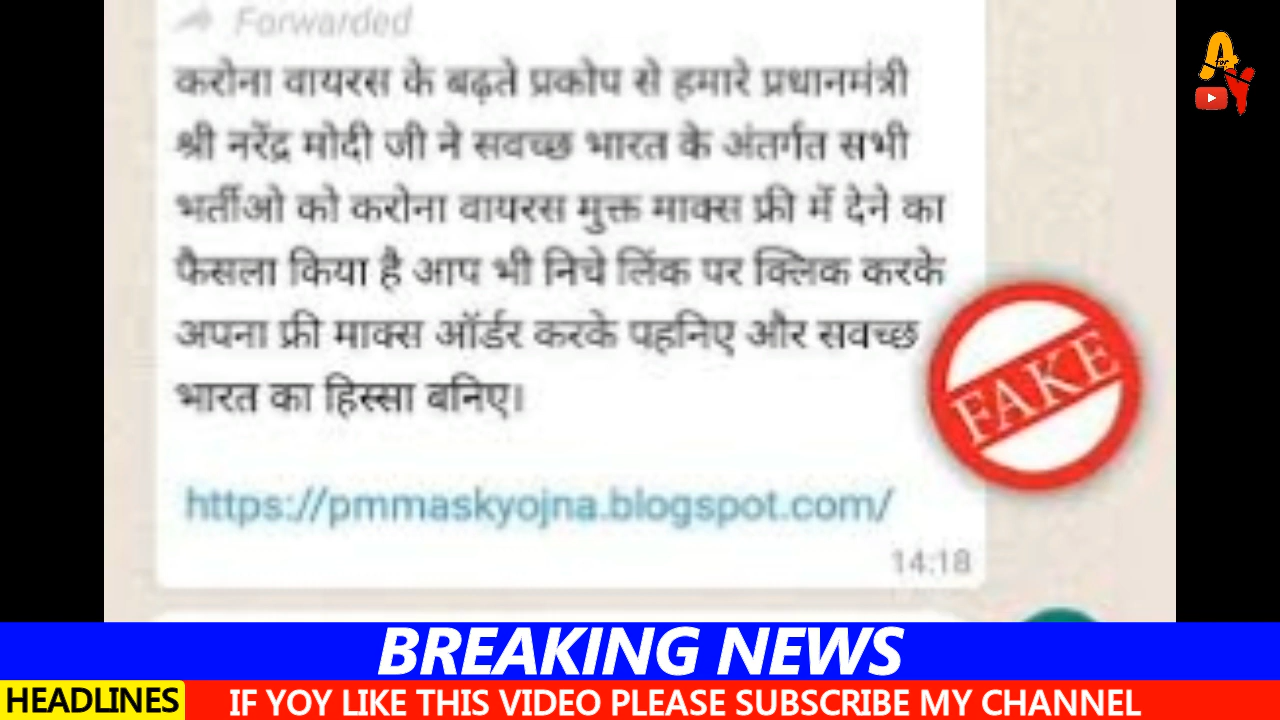 Forwarded
करोना वायरस के बढ़ते प्रकोप से हमारे प्रधानमंत्री
श्री नरेंद्र मोदी जी ने सवच्छ भारत के अंतर्गत सभी
भर्तीओ को करोना वायरस मुक्त माक्स फ्री में देने का
फैसला किया है आप भी निचे लिंक पर क्लिक करके
अपना फ्री माक्स ऑर्डर करके पहनिए और सवच्छ
भारत का हिस्सा बनिए।
https://pmmaskyojna.blogspot.com/
14:18
FAKE
A FOR Y
BREAKING NEWS
HEADLINES
IF YOY LIKE THIS VIDEO PLEASE SUBSCRIBE MY CHANNEL